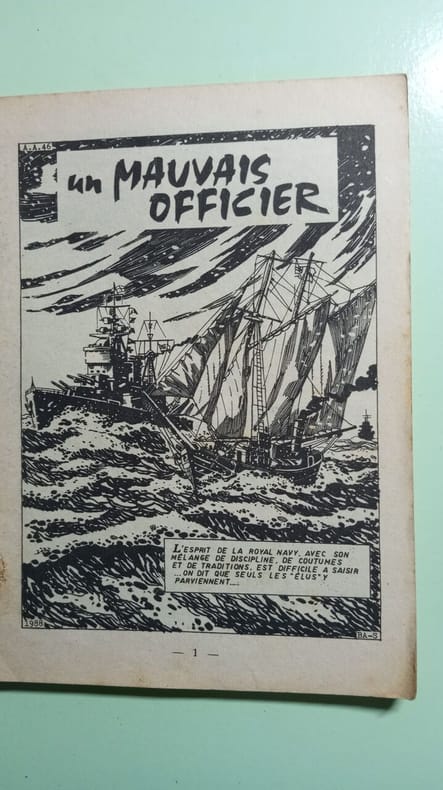 A.A.46
un MAUVAIS
OFFICIER
L'ESPRIT DE LA ROYAL NAVY, AVEC SON
MÉLANGE DE DISCIPLINE, DE COUTUMES
ET DE TRADITIONS, EST DIFFICILE A SAISIR
...ON DIT QUE SEULS LES "ÉLUS" Y
PARVIENNENT...
1988
BA-S
— 1 —